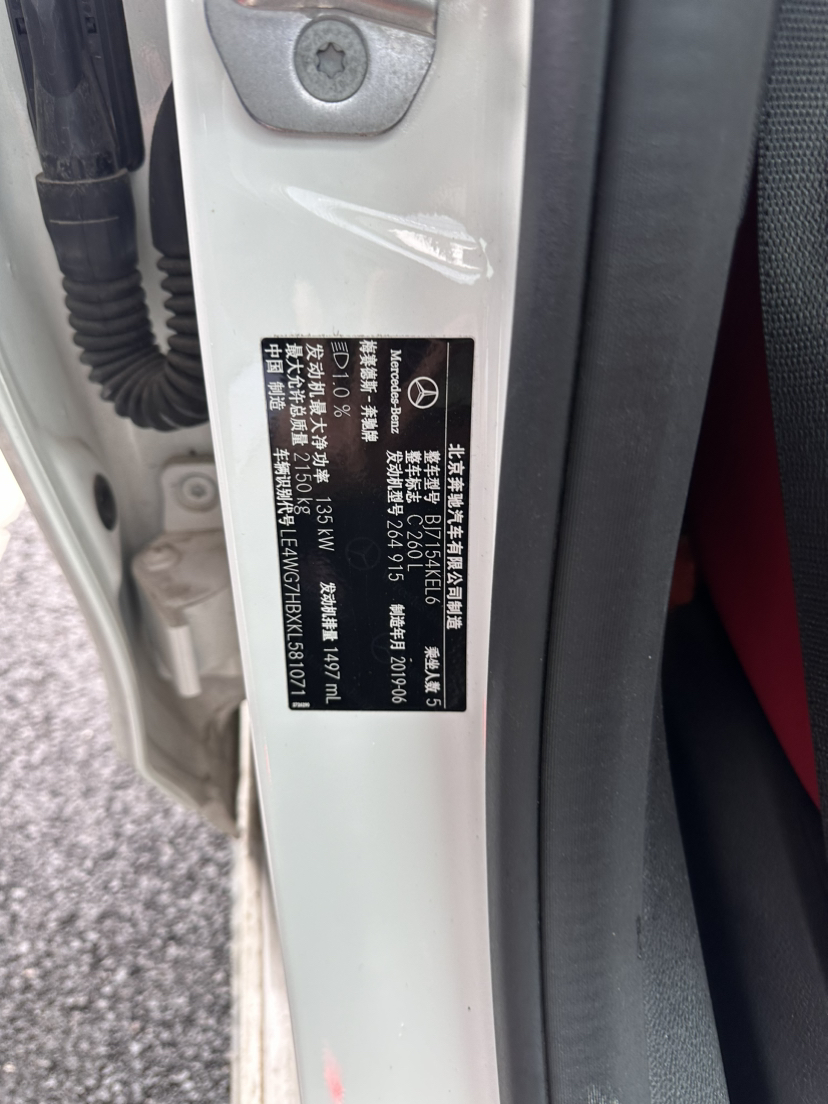 北京奔驰汽车有限公司制造
Mercedes-Benz
整车型号 BJ7154KEL6 乘坐人数 5
整车标志 C 260 L
发动机型号 264 915 制造年月 2019-06
梅赛德斯-奔驰牌
1.0 %
发动机最大净功率 135 kW 发动机排量 1497 mL
最大允许总质量 2150 kg
车辆识别代号 LE4WG7HBXKL581071
中国 制造